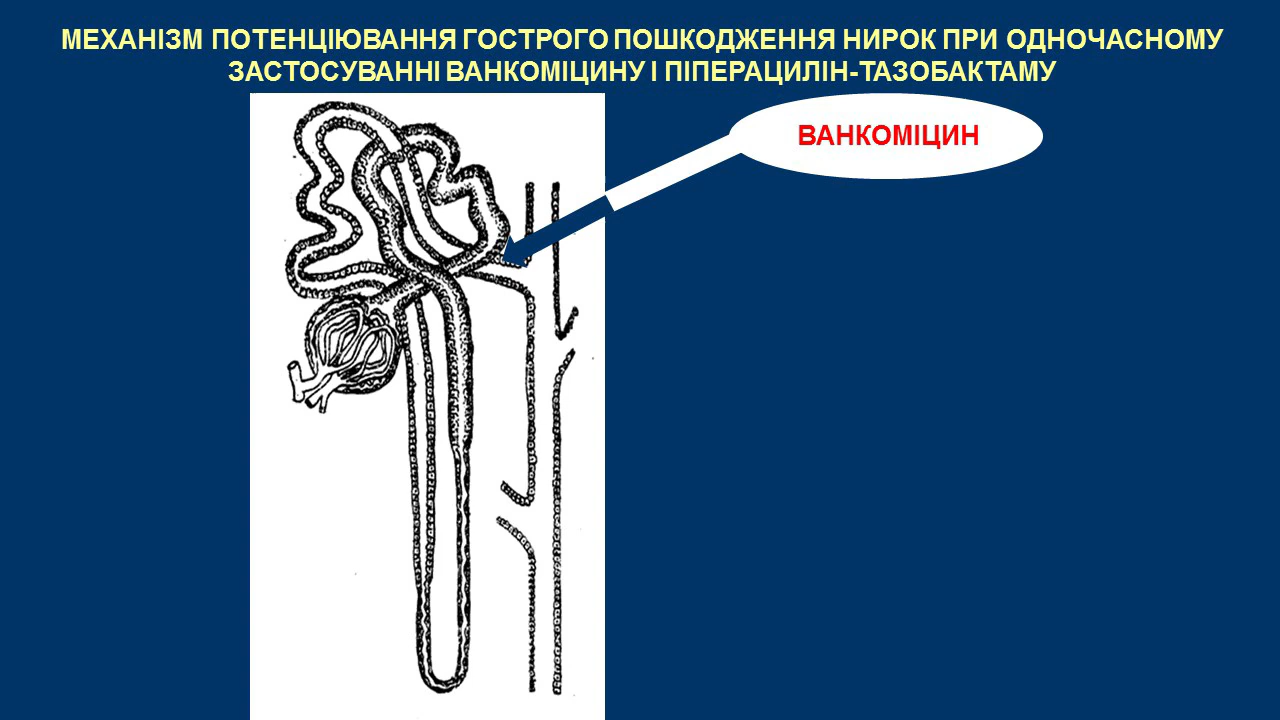 МЕХАНІЗМ ПОТЕНЦІЮВАННЯ ГОСТРОГО ПОШКОДЖЕННЯ НИРОК ПРИ ОДНОЧАСНОМУ
ЗАСТОСУВАННІ ВАНКОМІЦИНУ І ПІПЕРАЦИЛІН-ТАЗОБАКТАМУ
ВАНКОМІЦИН